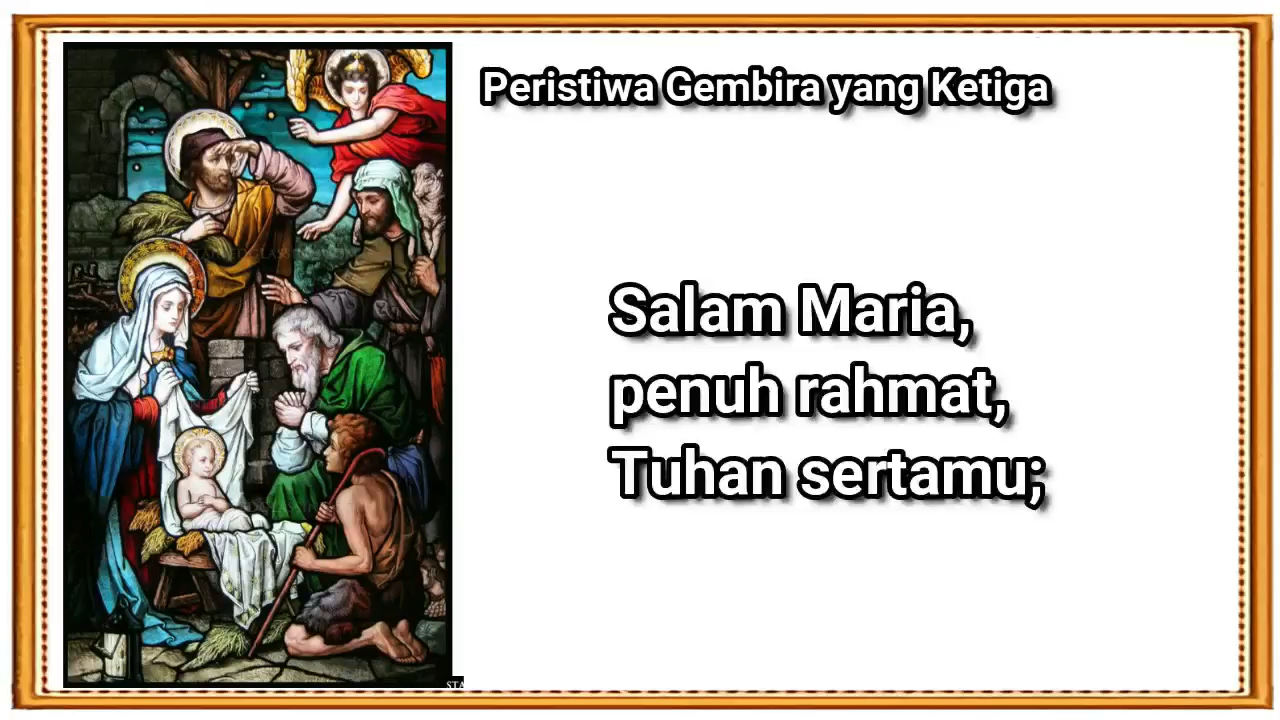 Peristiwa Gembira yang Ketiga
Salam Maria,
penuh rahmat,
Tuhan sertamu;